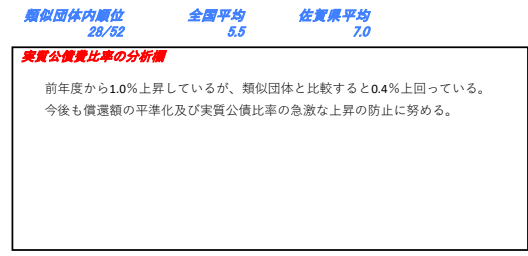 類似団体内順位 全国平均 佐賀県平均
28/52 5.5 7.0
実質公債費比率の分析欄
前年度から1.0％上昇しているが、類似団体と比較すると0.4％上回っている。
今後も償還額の平準化及び実質公債比率の急激な上昇の防止に努める。